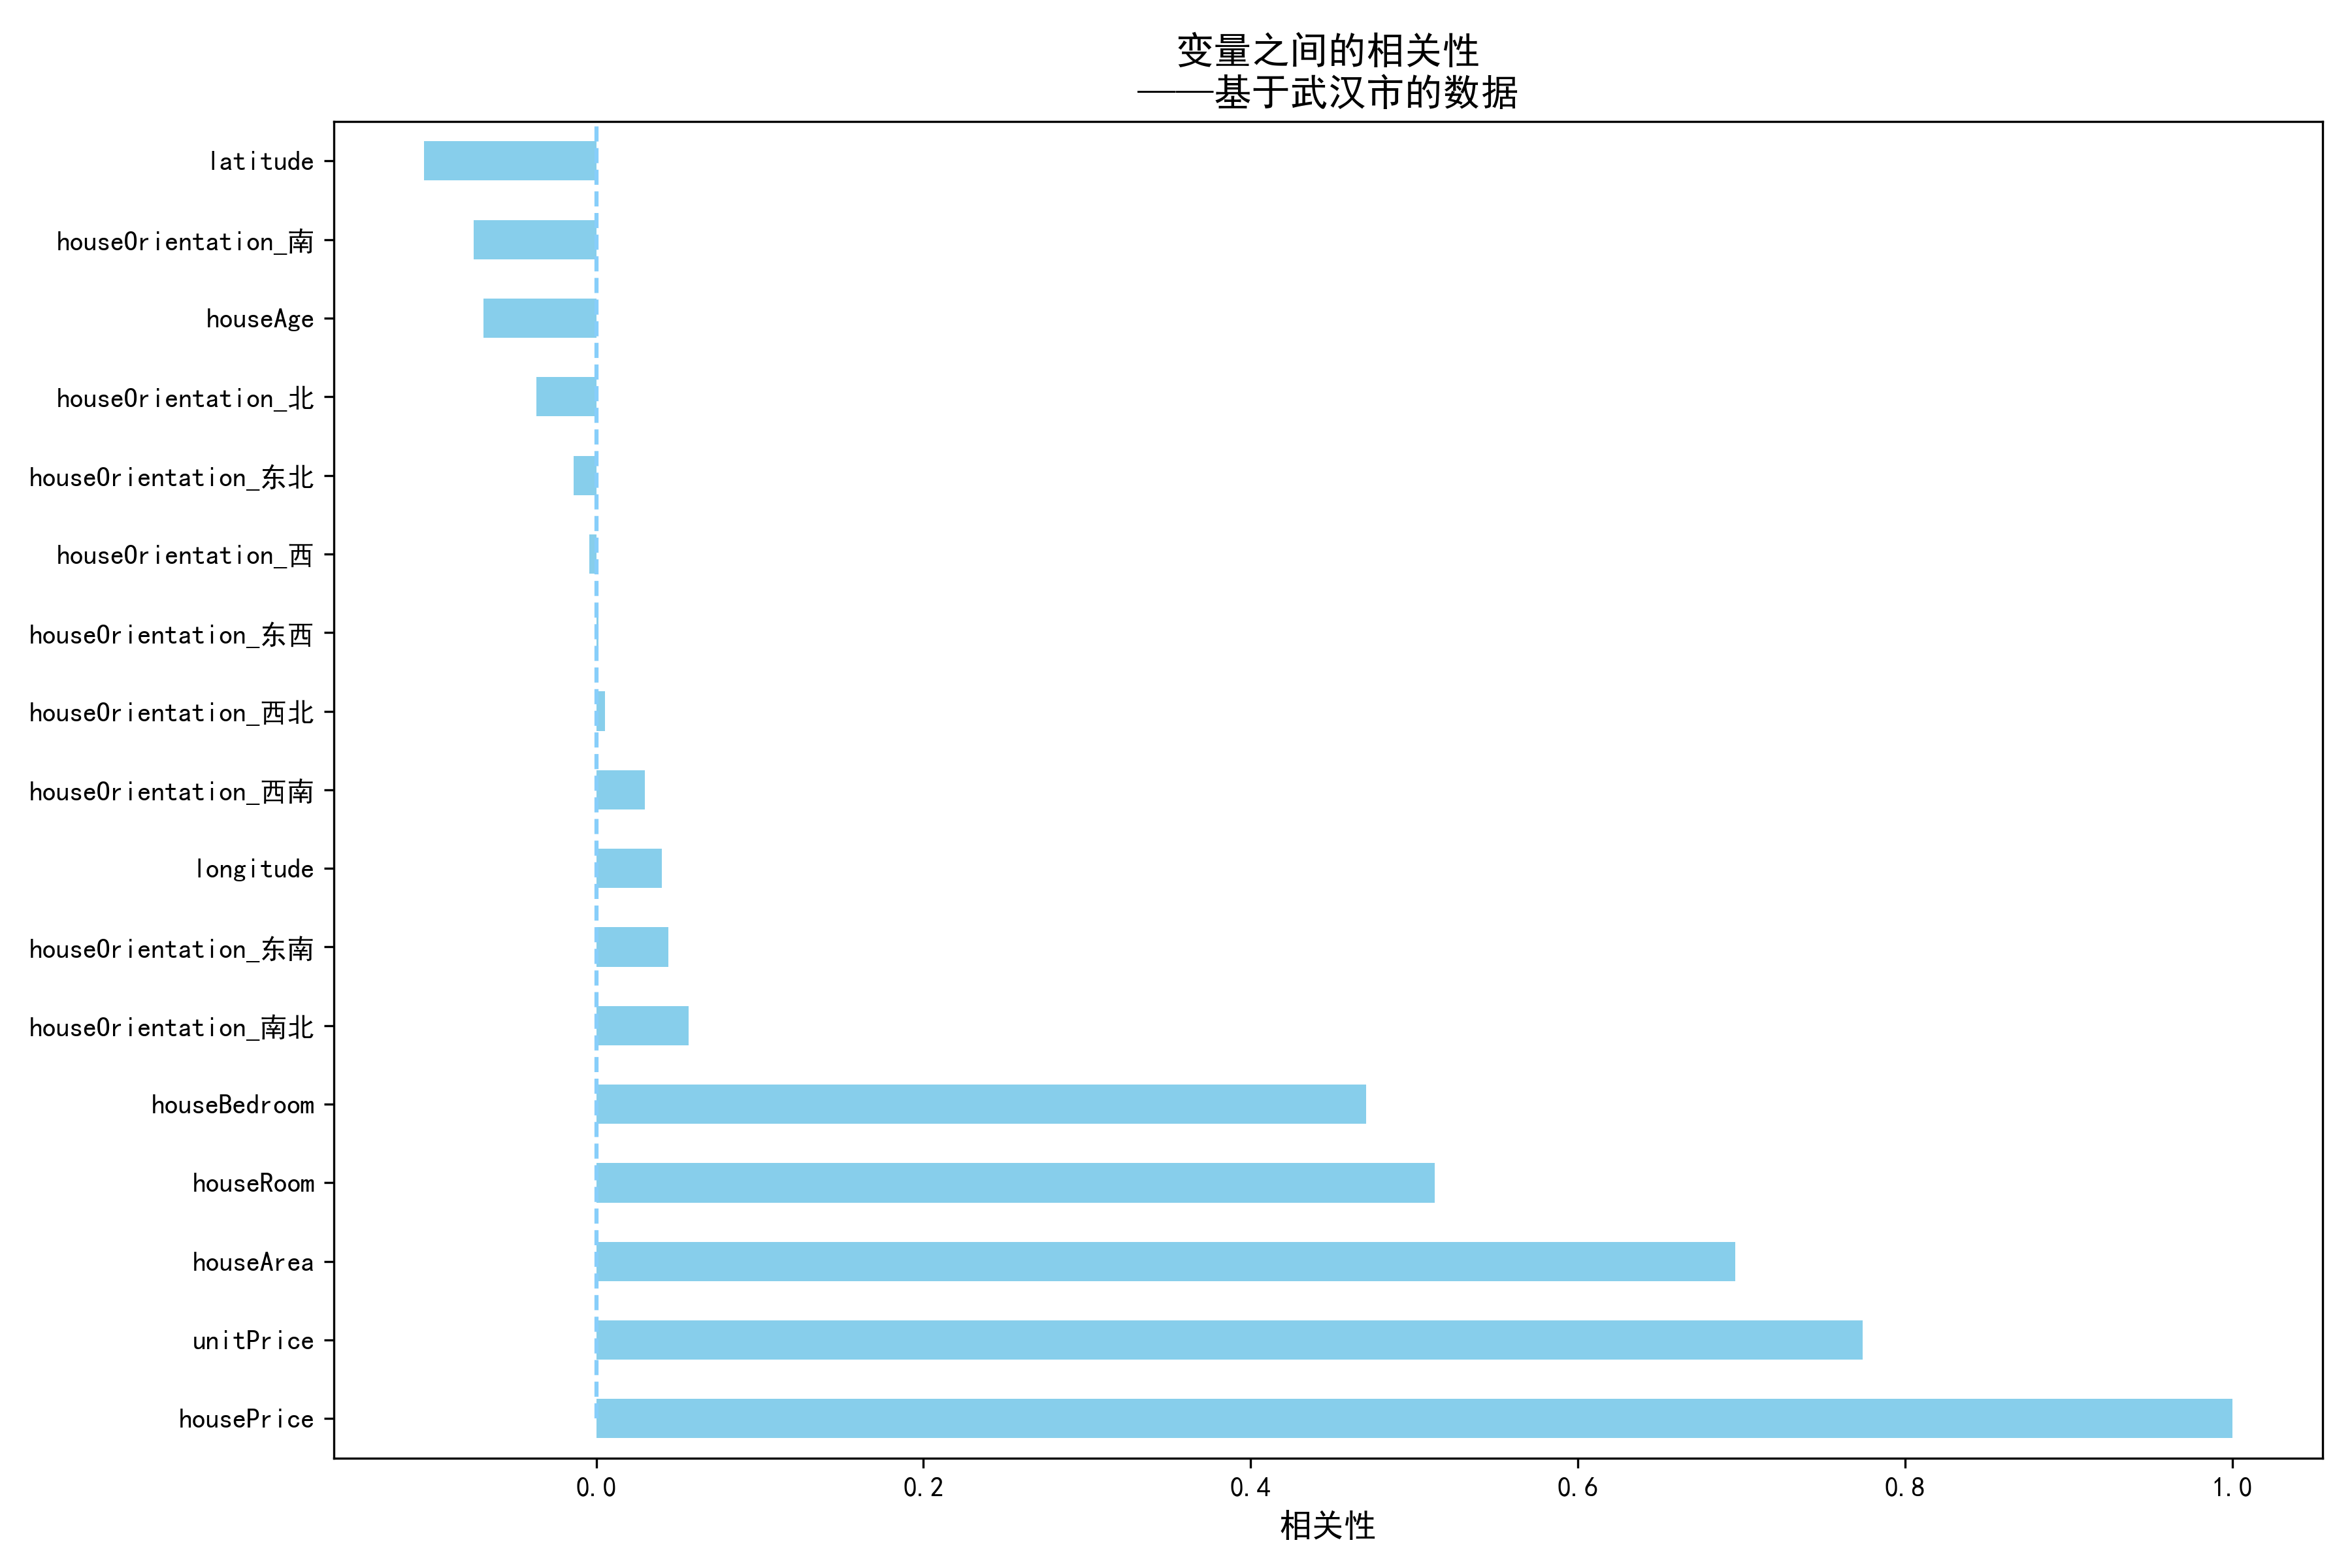 变量之间的相关性
——基于武汉市的数据
latitude
houseOrientation_南
houseAge
houseOrientation_北
houseOrientation_东北
houseOrientation_西
houseOrientation_东西
houseOrientation_西北
houseOrientation_西南
longitude
houseOrientation_东南
houseOrientation_南北
houseBedroom
houseRoom
houseArea
unitPrice
housePrice
0.0 0.2 0.4 0.6 0.8 1.0
相关性